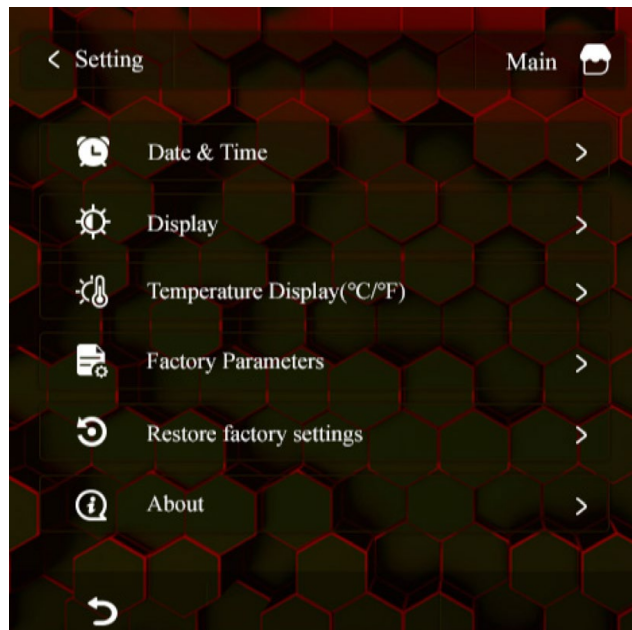 Setting
Main
Date & Time
Display
Temperature Display(°C/°F)
Factory Parameters
Restore factory settings
About